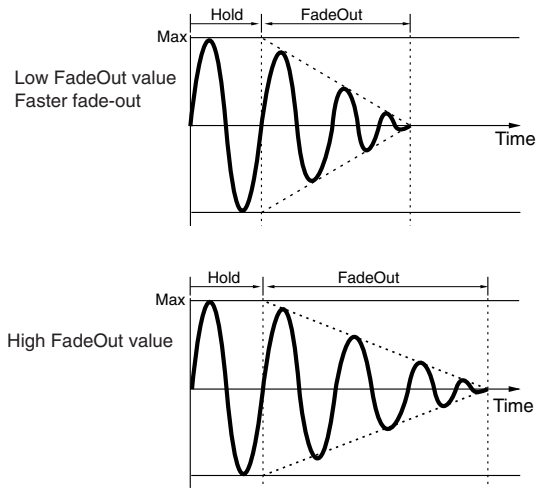 Hold FadeOut
Max
Low FadeOut value
Faster fade-out
Time
Hold FadeOut
Max
High FadeOut value
Time